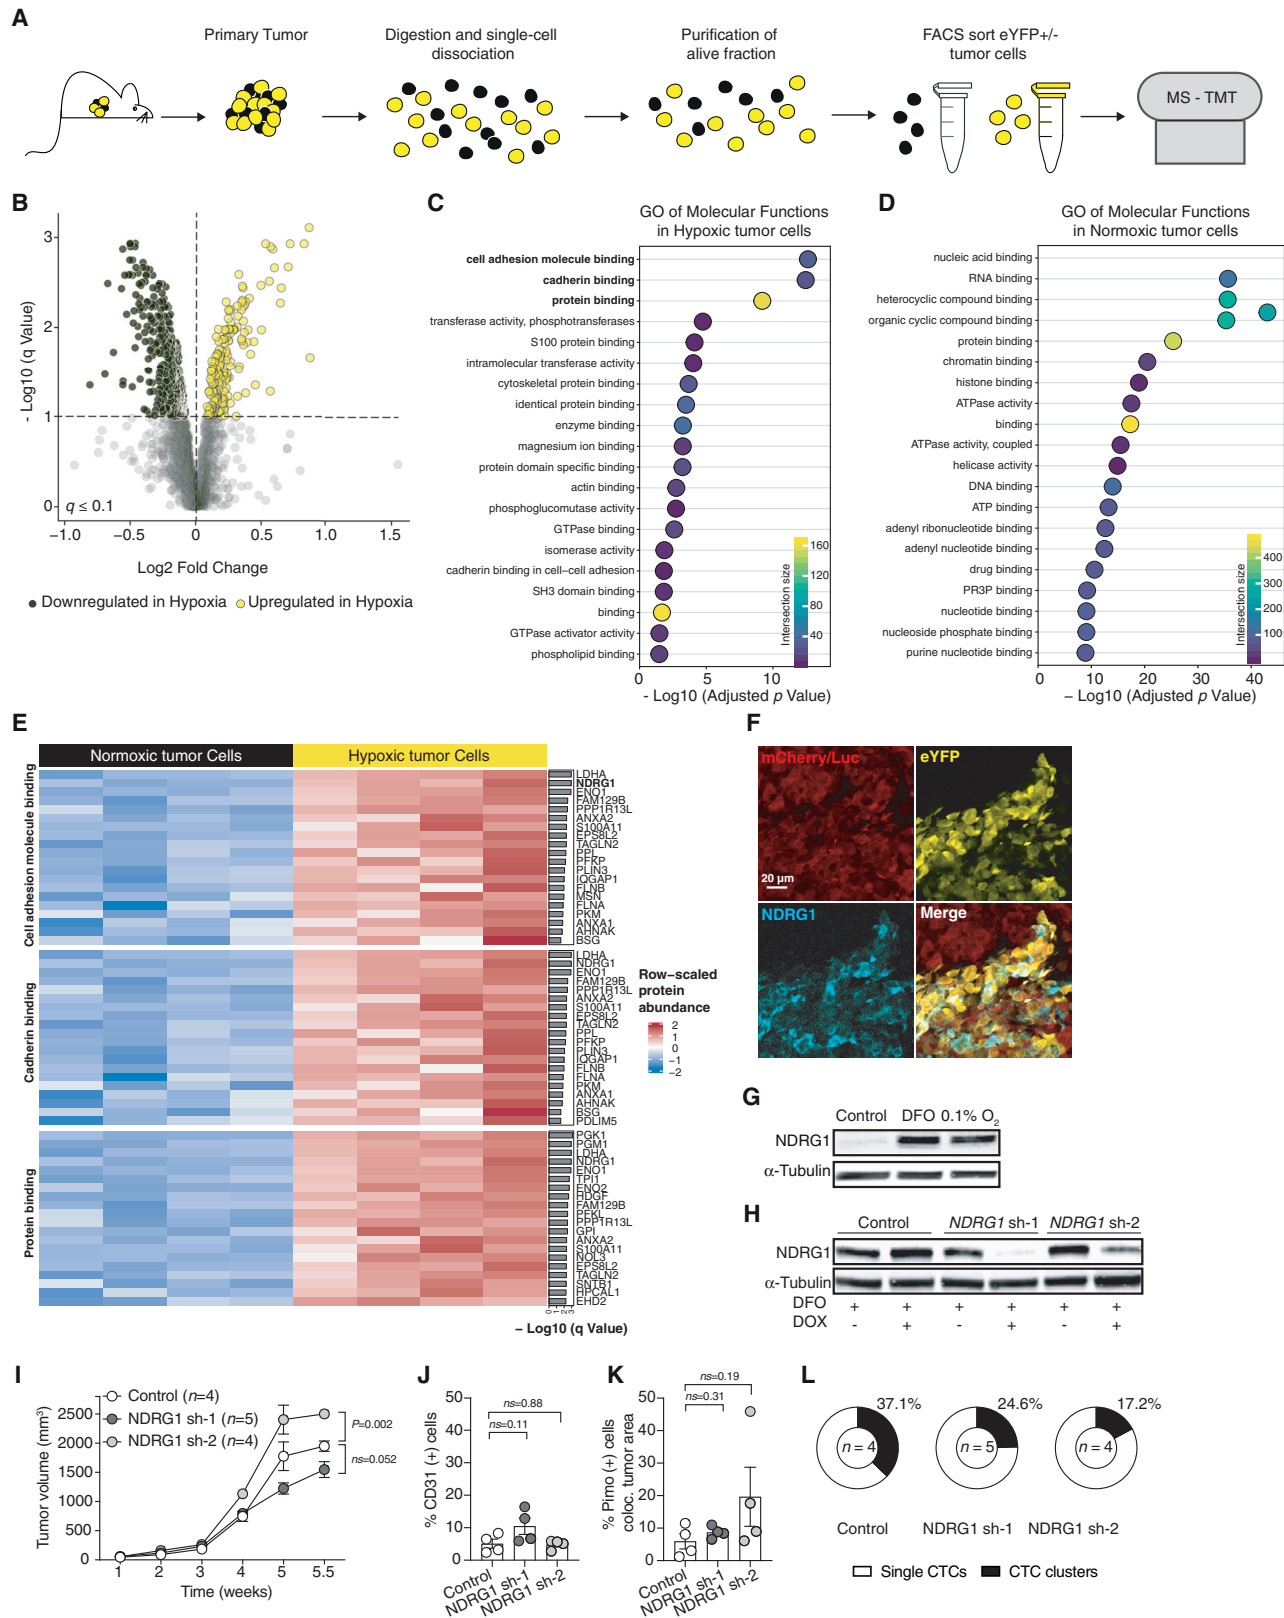 A
Primary Tumor
Digestion and single-cell
dissociation
Purification of
alive fraction
FACS sort eYFP+/-
tumor cells
MS - TMT
B
- Log10 (q Value)
3
2
1
0
q ≤ 0.1
−1.0
−0.5
0
0.5
1.0
1.5
Log2 Fold Change
Downregulated in Hypoxia
Upregulated in Hypoxia
C
GO of Molecular Functions
in Hypoxic tumor cells
cell adhesion molecule binding
cadherin binding
protein binding
transferase activity, phosphotransferases
S100 protein binding
intramolecular transferase activity
cytoskeletal protein binding
identical protein binding
enzyme binding
magnesium ion binding
protein domain specific binding
actin binding
phosphoglucomutase activity
GTPase binding
isomerase activity
cadherin binding in cell−cell adhesion
SH3 domain binding
binding
GTPase activator activity
phospholipid binding
Intersection size
160
120
80
40
0
5
10
- Log10 (Adjusted p Value)
D
GO of Molecular Functions
in Normoxic tumor cells
nucleic acid binding
RNA binding
heterocyclic compound binding
organic cyclic compound binding
protein binding
chromatin binding
histone binding
ATPase activity
binding
ATPase activity, coupled
helicase activity
DNA binding
ATP binding
adenyl ribonucleotide binding
adenyl nucleotide binding
drug binding
PR3P binding
nucleotide binding
nucleoside phosphate binding
purine nucleotide binding
Intersection size
400
300
200
100
0
10
20
30
40
− Log10 (Adjusted p Value)
E
Normoxic tumor Cells
Hypoxic tumor Cells
Cell adhesion molecule binding
LDHA
NDRG1
ENO1
FAM129B
PPP1R13L
ANXA2
S100A11
EPS8L2
TAGLN2
PPL
PFKP
PLIN3
IQGAP1
FLNB
MSN
FLNA
PKM
ANXA1
AHNAK
BSG
Cadherin binding
LDHA
NDRG1
ENO1
FAM129B
PPP1R13L
ANXA2
S100A11
EPS8L2
TAGLN2
PPL
PFKP
PLIN3
IQGAP1
FLNB
FLNA
PKM
ANXA1
AHNAK
BSG
PDLIM5
Protein binding
PGK1
PGM1
LDHA
NDRG1
ENO1
TPI1
ENO2
HDGF
FAM129B
PFKL
PPP1R13L
GPI
ANXA2
S100A11
NOL3
EPS8L2
TAGLN2
SNTB1
HPCAL1
EHD2
0 1 2 3
− Log10 (q Value)
Row−scaled
protein
abundance
2
1
0
−1
−2
F
mCherry/Luc
eYFP
20 µm
NDRG1
Merge
G
Control DFO 0.1% O2
NDRG1
α-Tubulin
H
Control NDRG1 sh-1 NDRG1 sh-2
NDRG1
α-Tubulin
DFO + + + + + +
DOX - + - + - +
I
Control (n=4)
NDRG1 sh-1 (n=5)
NDRG1 sh-2 (n=4)
Tumor volume (mm3)
2500
2000
1500
1000
500
0
P=0.002
ns=0.052
1 2 3 4 5 5.5
Time (weeks)
J
% CD31 (+) cells
50
40
30
20
10
0
ns=0.88
ns=0.11
Control
NDRG1 sh-1
NDRG1 sh-2
K
% Pimo (+) cells
coloc. tumor area
50
40
30
20
10
0
ns=0.19
ns=0.31
Control
NDRG1 sh-1
NDRG1 sh-2
L
37.1%
24.6%
17.2%
n = 4
n = 5
n = 4
Control
NDRG1 sh-1
NDRG1 sh-2
Single CTCs
CTC clusters